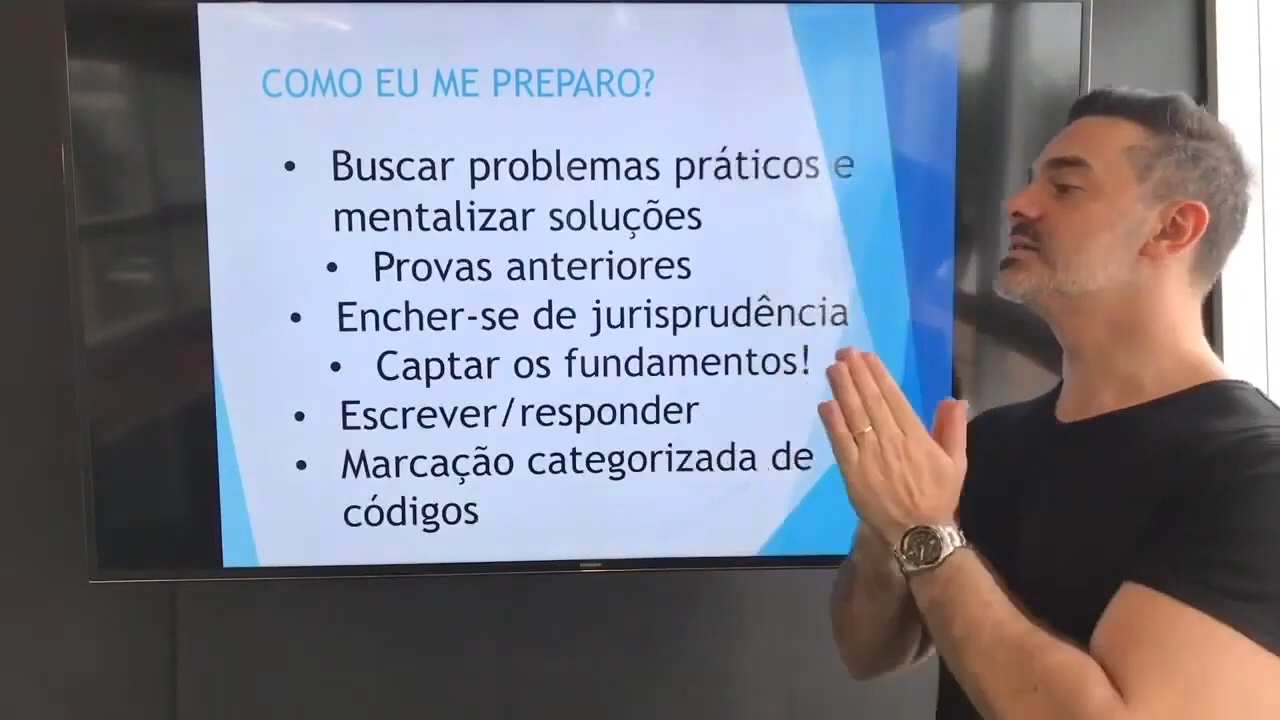 COMO EU ME PREPARO?
• Buscar problemas práticos e
mentalizar soluções
• Provas anteriores
• Encher-se de jurisprudência
• Captar os fundamentos!
• Escrever/responder
• Marcação categorizada de
códigos